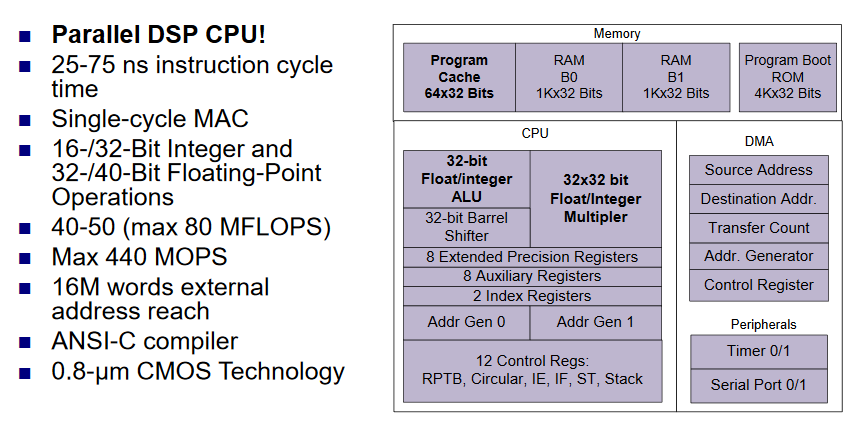 Parallel DSP CPU!
25-75 ns instruction cycle
time
Single-cycle MAC
16-/32-Bit Integer and
32-/40-Bit Floating-Point
Operations
40-50 (max 80 MFLOPS)
Max 440 MOPS
16M words external
address reach
ANSI-C compiler
0.8-μm CMOS Technology
Memory
Program
Cache
64x32 Bits
RAM
B0
1Kx32 Bits
RAM
B1
1Kx32 Bits
Program Boot
ROM
4Kx32 Bits
CPU
32-bit
Float/integer
ALU
32-bit Barrel
Shifter
32x32 bit
Float/Integer
Multipler
8 Extended Precision Registers
8 Auxiliary Registers
2 Index Registers
Addr Gen 0
Addr Gen 1
12 Control Regs:
RPTB, Circular, IE, IF, ST, Stack
DMA
Source Address
Destination Addr.
Transfer Count
Addr. Generator
Control Register
Peripherals
Timer 0/1
Serial Port 0/1